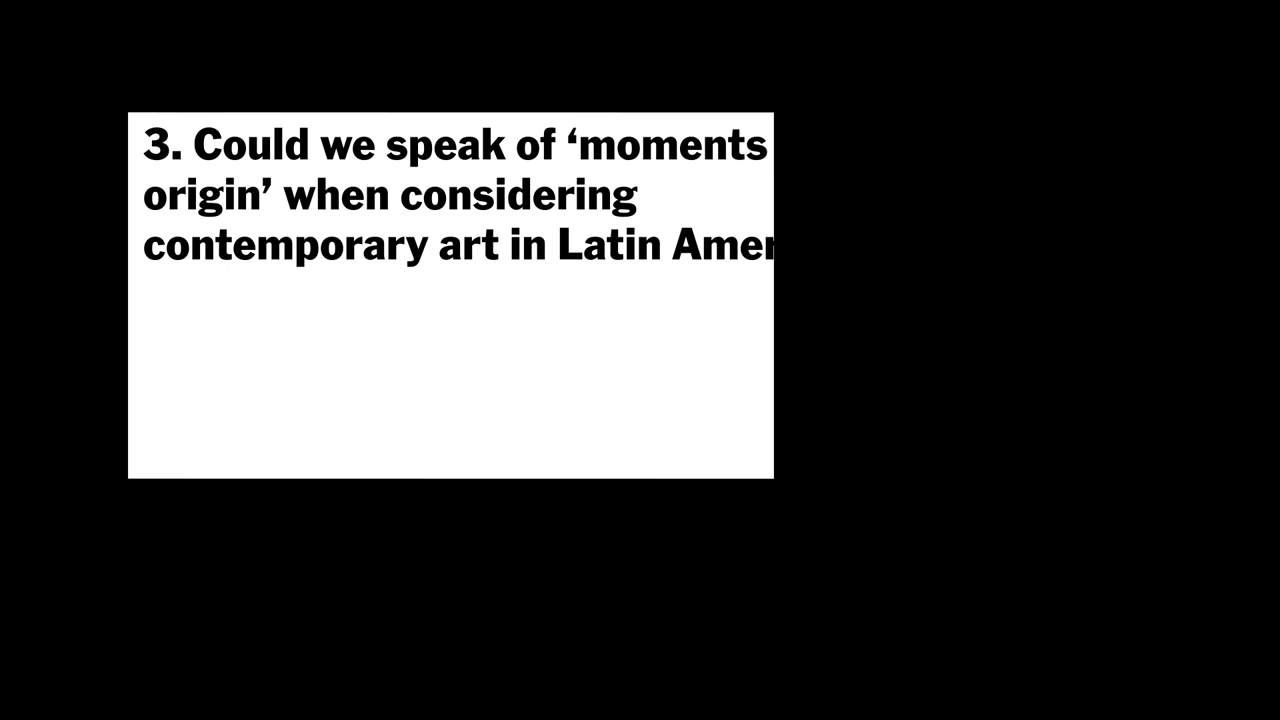 3. Could we speak of ‘moments
origin’ when considering
contemporary art in Latin Amer